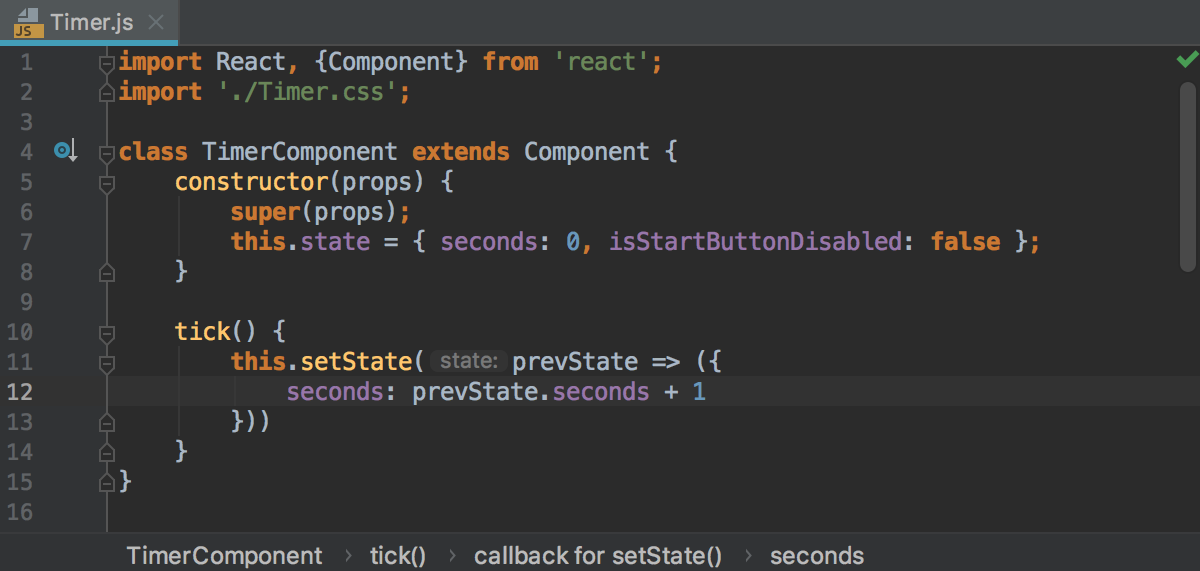 JS Timer.js
1 import React, {Component} from 'react';
2 import './Timer.css';
3
4 class TimerComponent extends Component {
5 constructor(props) {
6 super(props);
7 this.state = { seconds: 0, isStartButtonDisabled: false };
8 }
9
10 tick() {
11 this.setState( state: prevState => ({
12 seconds: prevState.seconds + 1
13 }))
14 }
15 }
16
TimerComponent › tick() › callback for setState() › seconds